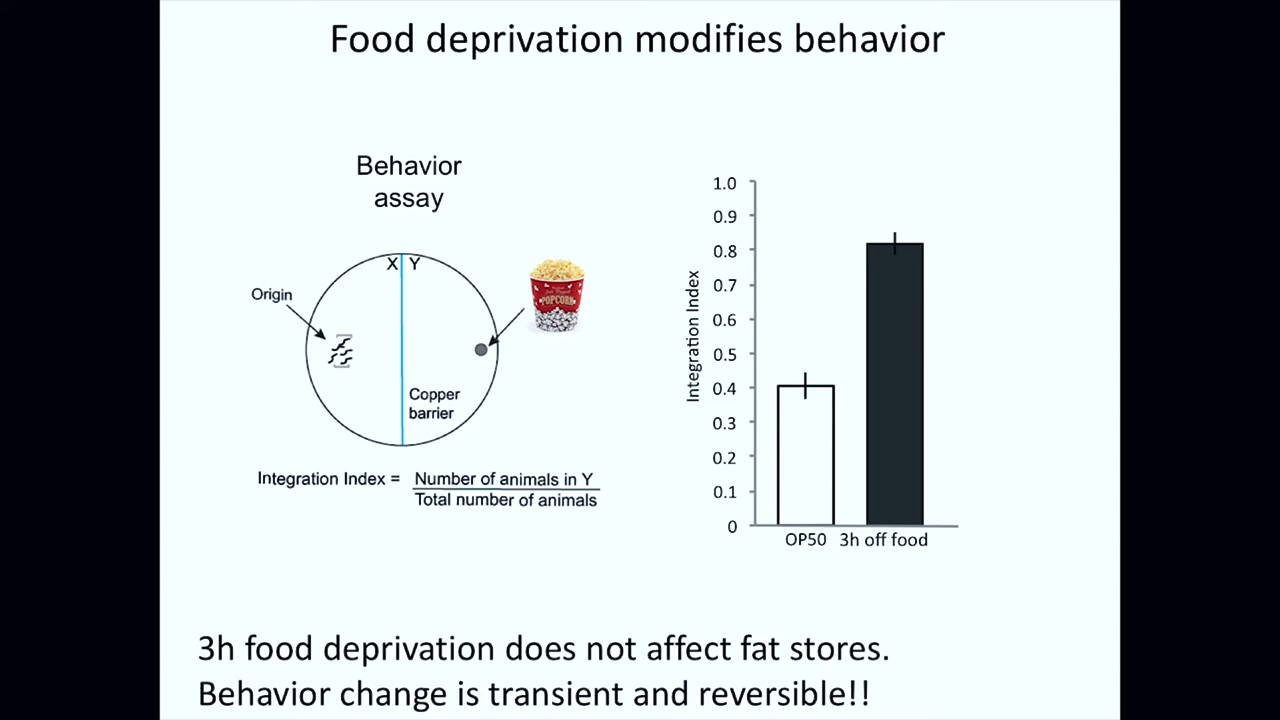 Food deprivation modifies behavior
Behavior
assay
X Y
Origin
POPCORN
Copper
barrier
Integration Index = Number of animals in Y
Total number of animals
Integration Index
1.0
0.9
0.8
0.7
0.6
0.5
0.4
0.3
0.2
0.1
0
OP50 3h off food
3h food deprivation does not affect fat stores.
Behavior change is transient and reversible!!